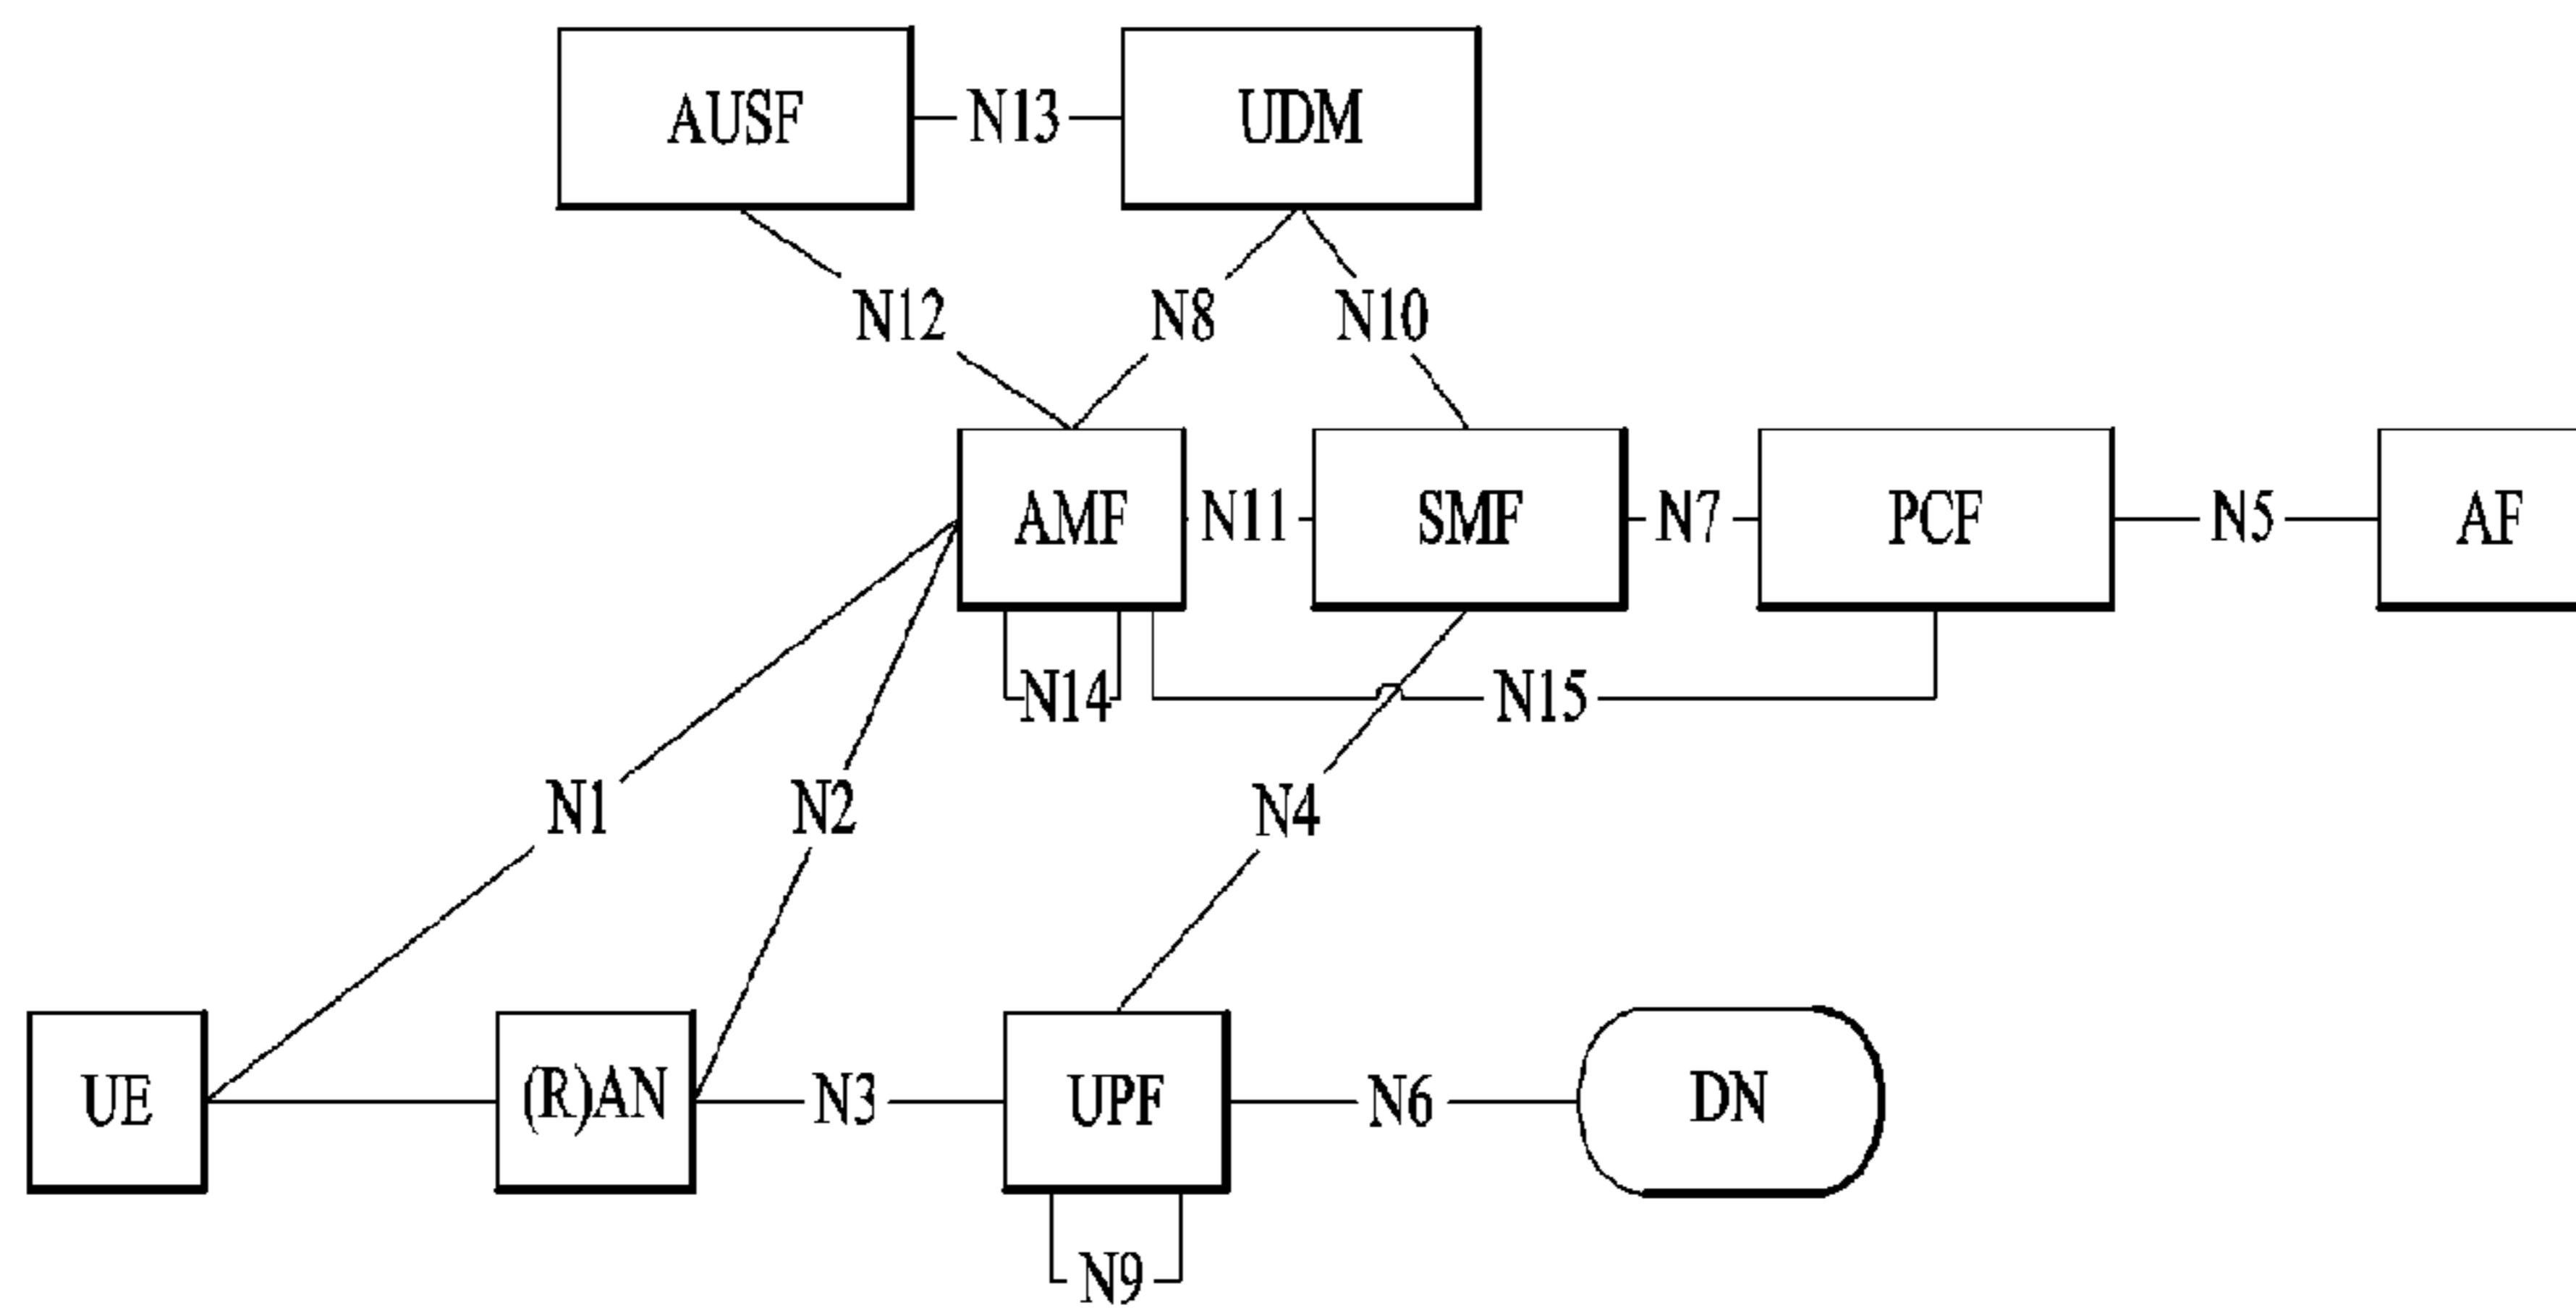 AUSF N13 UDM
N12 N8 N10
AMF N11 SMF N7 PCF N5 AF
N14 N15
N1 N2 N4
UE (R)AN N3 UPF N6 DN
N9